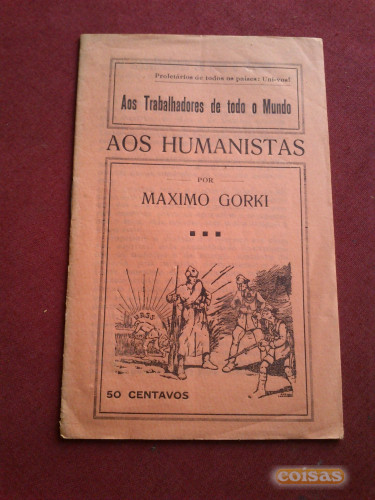 Proletários de todos os países: Uni-vos!
Aos Trabalhadores de todo o Mundo
AOS HUMANISTAS
POR
MAXIMO GORKI
U.R.S.S.
50 CENTAVOS
coisas